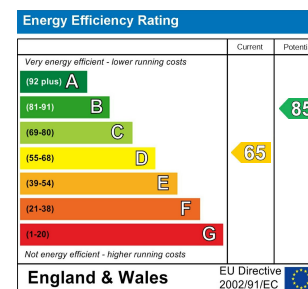 Energy Efficiency Rating
Current Potenti
Very energy efficient - lower running costs
(92 plus) A
(81-91) B
85
(69-80) C
(55-68) D
65
(39-54) E
(21-38) F
(1-20) G
Not energy efficient - higher running costs
England & Wales
EU Directive
2002/91/EC